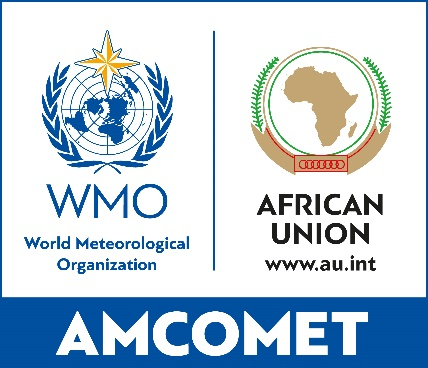 WMO
World Meteorological
Organization
AFRICAN
UNION
www.au.int
AMCOMET